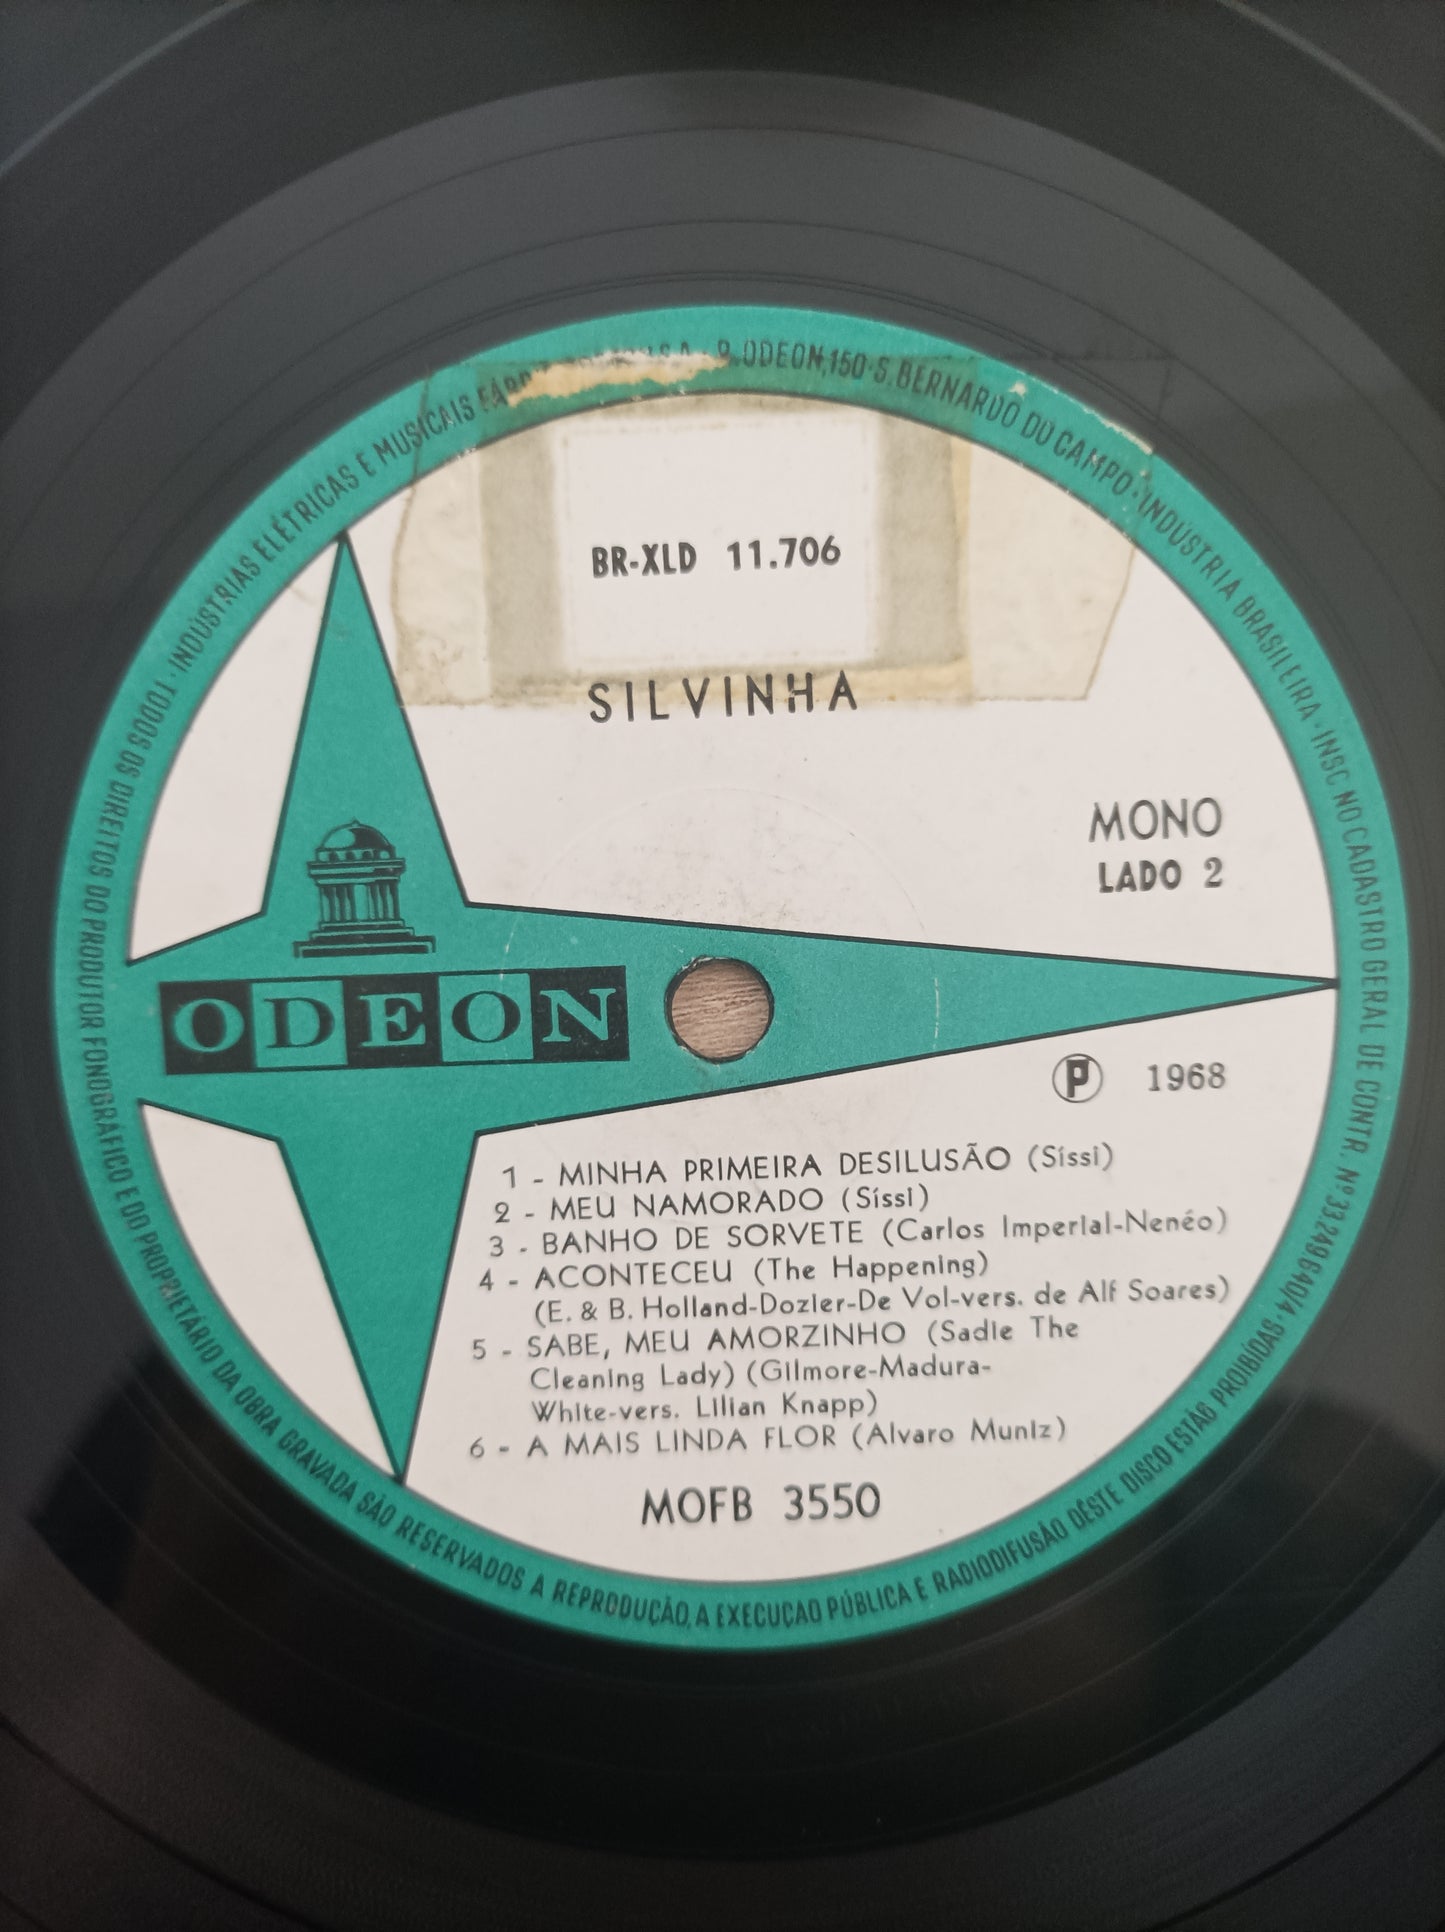 INDÚSTRIAS ELÉTRICAS E MUSICAIS ODEON, 150 · S. BERNARDO DO CAMPO · INDÚSTRIA BRASILEIRA · INSC NO CADASTRO GERAL DE CONTR. Nº 33.249.640/4 ·
TODOS OS DIREITOS DO PRODUTOR FONOGRÁFICO E DO PROPRIETÁRIO DA OBRA GRAVADA SÃO RESERVADOS A REPRODUÇÃO, A EXECUÇAO PÚBLICA E RADIODIFUSÃO DÊSTE DISCO ESTÃO PROIBIDAS ·
BR-XLD 11.706
SILVINHA
MONO
LADO 2
ODEON
P 1968
1 - MINHA PRIMEIRA DESILUSÃO (Síssi)
2 - MEU NAMORADO (Síssi)
3 - BANHO DE SORVETE (Carlos Imperial-Nenéo)
4 - ACONTECEU (The Happening)
(E. & B. Holland-Dozier-De Vol-vers. de Alf Soares)
5 - SABE, MEU AMORZINHO (Sadie The
Cleaning Lady) (Gilmore-Madura-
White-vers. Lilian Knapp)
6 - A MAIS LINDA FLOR (Alvaro Muniz)
MOFB 3550